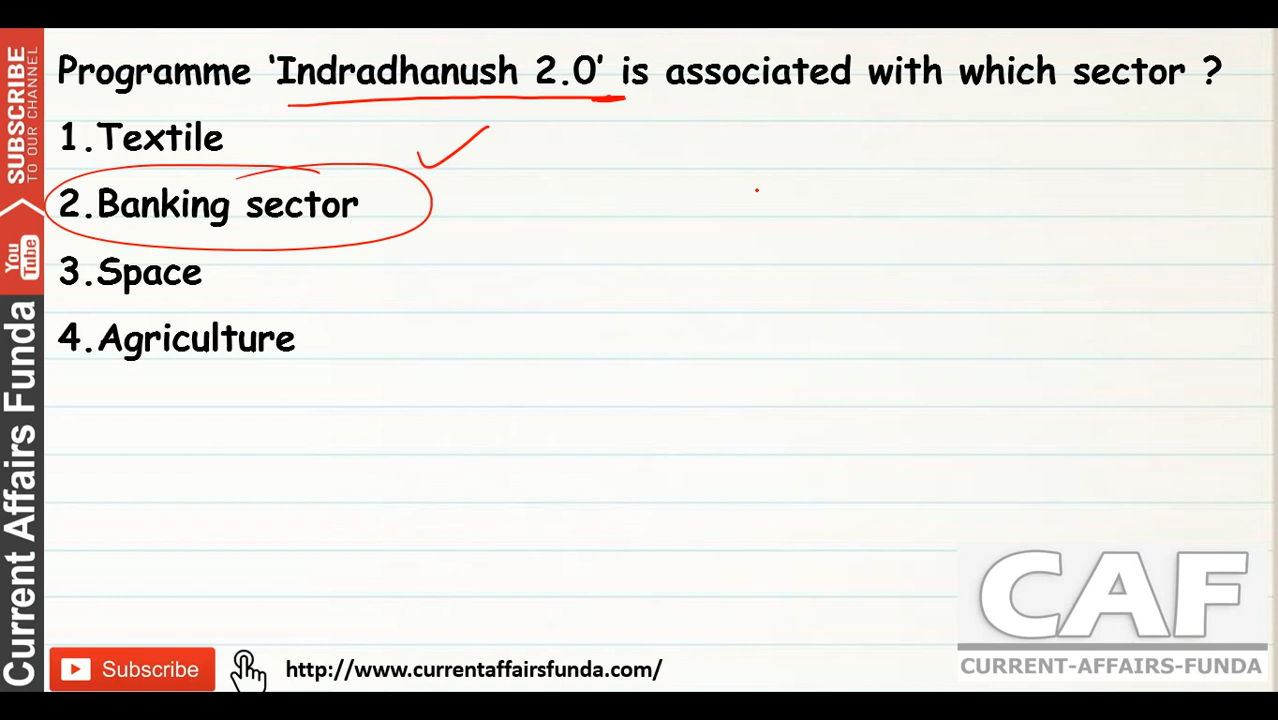 Programme ‘Indradhanush 2.0’ is associated with which sector ?
1.Textile
2.Banking sector
3.Space
4.Agriculture
SUBSCRIBE
TO OUR CHANNEL
You
Tube
Current Affairs Funda
CAF
CURRENT-AFFAIRS-FUNDA
Subscribe
http://www.currentaffairsfunda.com/